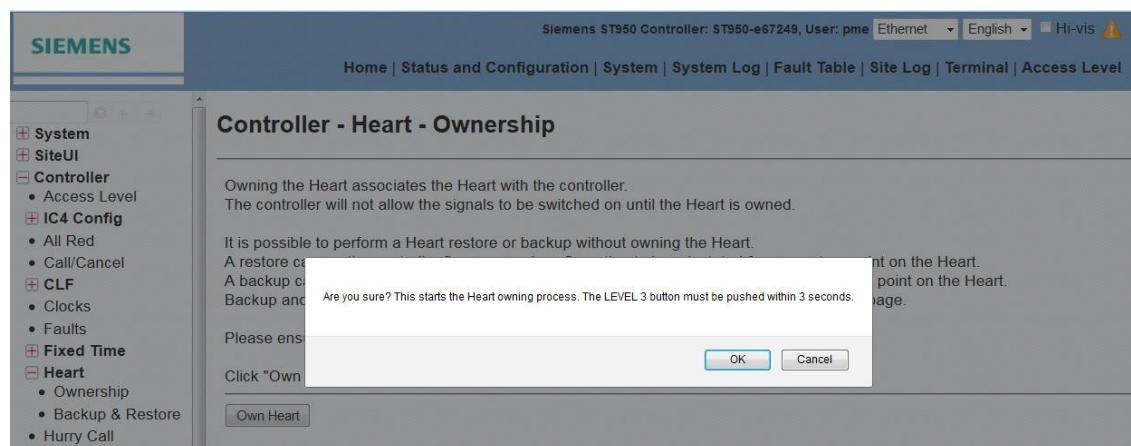 SIEMENS
Siemens ST950 Controller: ST950-e67249, User: pme Ethernet English Hi-vis
Home | Status and Configuration | System | System Log | Fault Table | Site Log | Terminal | Access Level
System
SiteUI
Controller
• Access Level
IC4 Config
• All Red
• Call/Cancel
CLF
• Clocks
• Faults
Fixed Time
Heart
• Ownership
• Backup & Restore
• Hurry Call
Controller - Heart - Ownership
Owning the Heart associates the Heart with the controller.
The controller will not allow the signals to be switched on until the Heart is owned.
It is possible to perform a Heart restore or backup without owning the Heart.
A restore point on the Heart.
A backup point on the Heart.
Backup and page.
Please
Click "Own
Are you sure? This starts the Heart owning process. The LEVEL 3 button must be pushed within 3 seconds.
OK Cancel
Own Heart